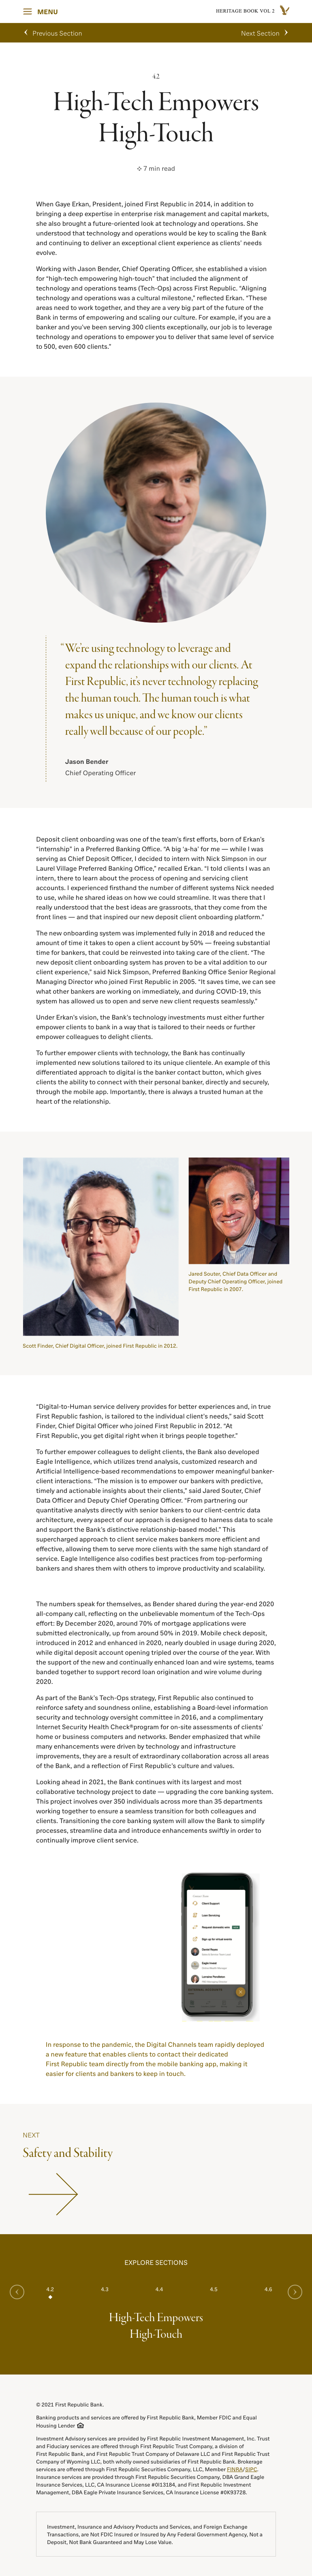 MENU
HERITAGE BOOK VOL 2
Previous Section
Next Section
4.2
High-Tech Empowers
High-Touch
7 min read
When Gaye Erkan, President, joined First Republic in 2014, in addition to
bringing a deep expertise in enterprise risk management and capital markets,
she also brought a future-oriented look at technology and operations. She
understood that technology and operations would be key to scaling the Bank
and continuing to deliver an exceptional client experience as clients’ needs
evolve.
Working with Jason Bender, Chief Operating Officer, she established a vision
for “high-tech empowering high-touch” that included the alignment of
technology and operations teams (Tech-Ops) across First Republic. “Aligning
technology and operations was a cultural milestone,” reflected Erkan. “These
areas need to work together, and they are a very big part of the future of the
Bank in terms of empowering and scaling our culture. For example, if you are a
banker and you’ve been serving 300 clients exceptionally, our job is to leverage
technology and operations to empower you to deliver that same level of service
to 500, even 600 clients.”
“We’re using technology to leverage and
expand the relationships with our clients. At
First Republic, it’s never technology replacing
the human touch. The human touch is what
makes us unique, and we know our clients
really well because of our people.”
Jason Bender
Chief Operating Officer
Deposit client onboarding was one of the team’s first efforts, born of Erkan’s
“internship” in a Preferred Banking Office. “A big ‘a-ha’ for me — while I was
serving as Chief Deposit Officer, I decided to intern with Nick Simpson in our
Laurel Village Preferred Banking Office,” recalled Erkan. “I told clients I was an
intern, there to learn about the process of opening and servicing client
accounts. I experienced firsthand the number of different systems Nick needed
to use, while he shared ideas on how we could streamline. It was there that I
really understood that the best ideas are grassroots, that they come from the
front lines — and that inspired our new deposit client onboarding platform.”
The new onboarding system was implemented fully in 2018 and reduced the
amount of time it takes to open a client account by 50% — freeing substantial
time for bankers, that could be reinvested into taking care of the client. “The
new deposit onboarding system has proven to be a vital addition to our
client experience,” said Nick Simpson, Preferred Banking Office Senior Regional
Managing Director who joined First Republic in 2005. “It saves time, we can see
what other bankers are working on immediately, and during COVID-19, this
system has allowed us to open and serve new client requests seamlessly.”
Under Erkan’s vision, the Bank’s technology investments must either further
empower clients to bank in a way that is tailored to their needs or further
empower colleagues to delight clients.
To further empower clients with technology, the Bank has continually
implemented new solutions tailored to its unique clientele. An example of this
differentiated approach to digital is the banker contact button, which gives
clients the ability to connect with their personal banker, directly and securely,
through the mobile app. Importantly, there is always a trusted human at the
heart of the relationship.
Jared Souter, Chief Data Officer and
Deputy Chief Operating Officer, joined
First Republic in 2007.
Scott Finder, Chief Digital Officer, joined First Republic in 2012.
“Digital-to-Human service delivery provides for better experiences and, in true
First Republic fashion, is tailored to the individual client’s needs,” said Scott
Finder, Chief Digital Officer who joined First Republic in 2012. “At
First Republic, you get digital right when it brings people together.”
To further empower colleagues to delight clients, the Bank also developed
Eagle Intelligence, which utilizes trend analysis, customized research and
Artificial Intelligence-based recommendations to empower meaningful banker-
client interactions. “The mission is to empower our bankers with predictive,
timely and actionable insights about their clients,” said Jared Souter, Chief
Data Officer and Deputy Chief Operating Officer. “From partnering our
quantitative analysts directly with senior bankers to our client-centric data
architecture, every aspect of our approach is designed to harness data to scale
and support the Bank’s distinctive relationship-based model.” This
supercharged approach to client service makes bankers more efficient and
effective, allowing them to serve more clients with the same high standard of
service. Eagle Intelligence also codifies best practices from top-performing
bankers and shares them with others to improve productivity and scalability.
The numbers speak for themselves, as Bender shared during the year-end 2020
all-company call, reflecting on the unbelievable momentum of the Tech-Ops
effort: By December 2020, around 70% of mortgage applications were
submitted electronically, up from around 50% in 2019. Mobile check deposit,
introduced in 2012 and enhanced in 2020, nearly doubled in usage during 2020,
while digital deposit account opening tripled over the course of the year. With
the support of the new and continually enhanced loan and wire systems, teams
banded together to support record loan origination and wire volume during
2020.
As part of the Bank’s Tech-Ops strategy, First Republic also continued to
reinforce safety and soundness online, establishing a Board-level information
security and technology oversight committee in 2016, and a complimentary
Internet Security Health Check®program for on-site assessments of clients’
home or business computers and networks. Bender emphasized that while
many enhancements were driven by technology and infrastructure
improvements, they are a result of extraordinary collaboration across all areas
of the Bank, and a reflection of First Republic’s culture and values.
Looking ahead in 2021, the Bank continues with its largest and most
collaborative technology project to date — upgrading the core banking system.
This project involves over 350 individuals across more than 35 departments
working together to ensure a seamless transition for both colleagues and
clients. Transitioning the core banking system will allow the Bank to simplify
processes, streamline data and introduce enhancements swiftly in order to
continually improve client service.
Client Support
Loan Servicing
Request domestic wire
Sign up for virtual easier
In response to the pandemic, the Digital Channels team rapidly deployed
a new feature that enables clients to contact their dedicated
First Republic team directly from the mobile banking app, making it
easier for clients and bankers to keep in touch.
NEXT
Safety and Stability
EXPLORE SECTIONS
4.2
4.3
4.4
4.5
4.6
High-Tech Empowers
High-Touch
© 2021 First Republic Bank.
Banking products and services are offered by First Republic Bank, Member FDIC and Equal
Housing Lender
Investment Advisory services are provided by First Republic Investment Management, Inc. Trust
and Fiduciary services are offered through First Republic Trust Company, a division of
First Republic Bank, and First Republic Trust Company of Delaware LLC and First Republic Trust
Company of Wyoming LLC, both wholly owned subsidiaries of First Republic Bank. Brokerage
services are offered through First Republic Securities Company, LLC, Member FINRA/SIPC.
Insurance services are provided through First Republic Securities Company, DBA Grand Eagle
Insurance Services, LLC, CA Insurance License #0I13184, and First Republic Investment
Management, DBA Eagle Private Insurance Services, CA Insurance License #0K93728.
Investment, Insurance and Advisory Products and Services, and Foreign Exchange
Transactions, are Not FDIC Insured or Insured by Any Federal Government Agency, Not a
Deposit, Not Bank Guaranteed and May Lose Value.